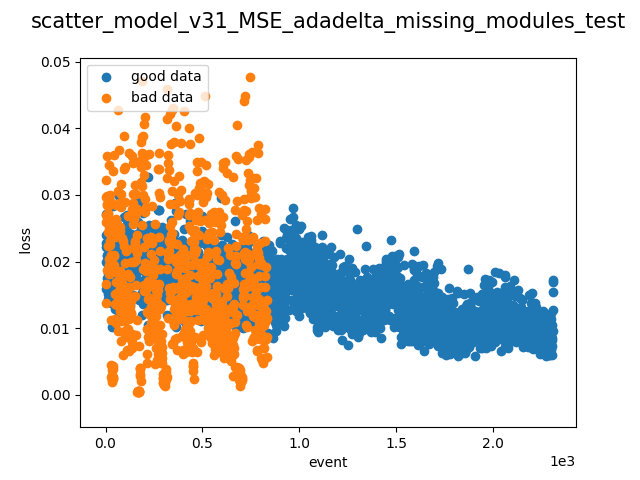 scatter_model_v31_MSE_adadelta_missing_modules_test
0.05
0.04
0.03
0.02
0.01
0.00
loss
good data
bad data
0.0
0.5
1.0
1.5
2.0
1e3
event